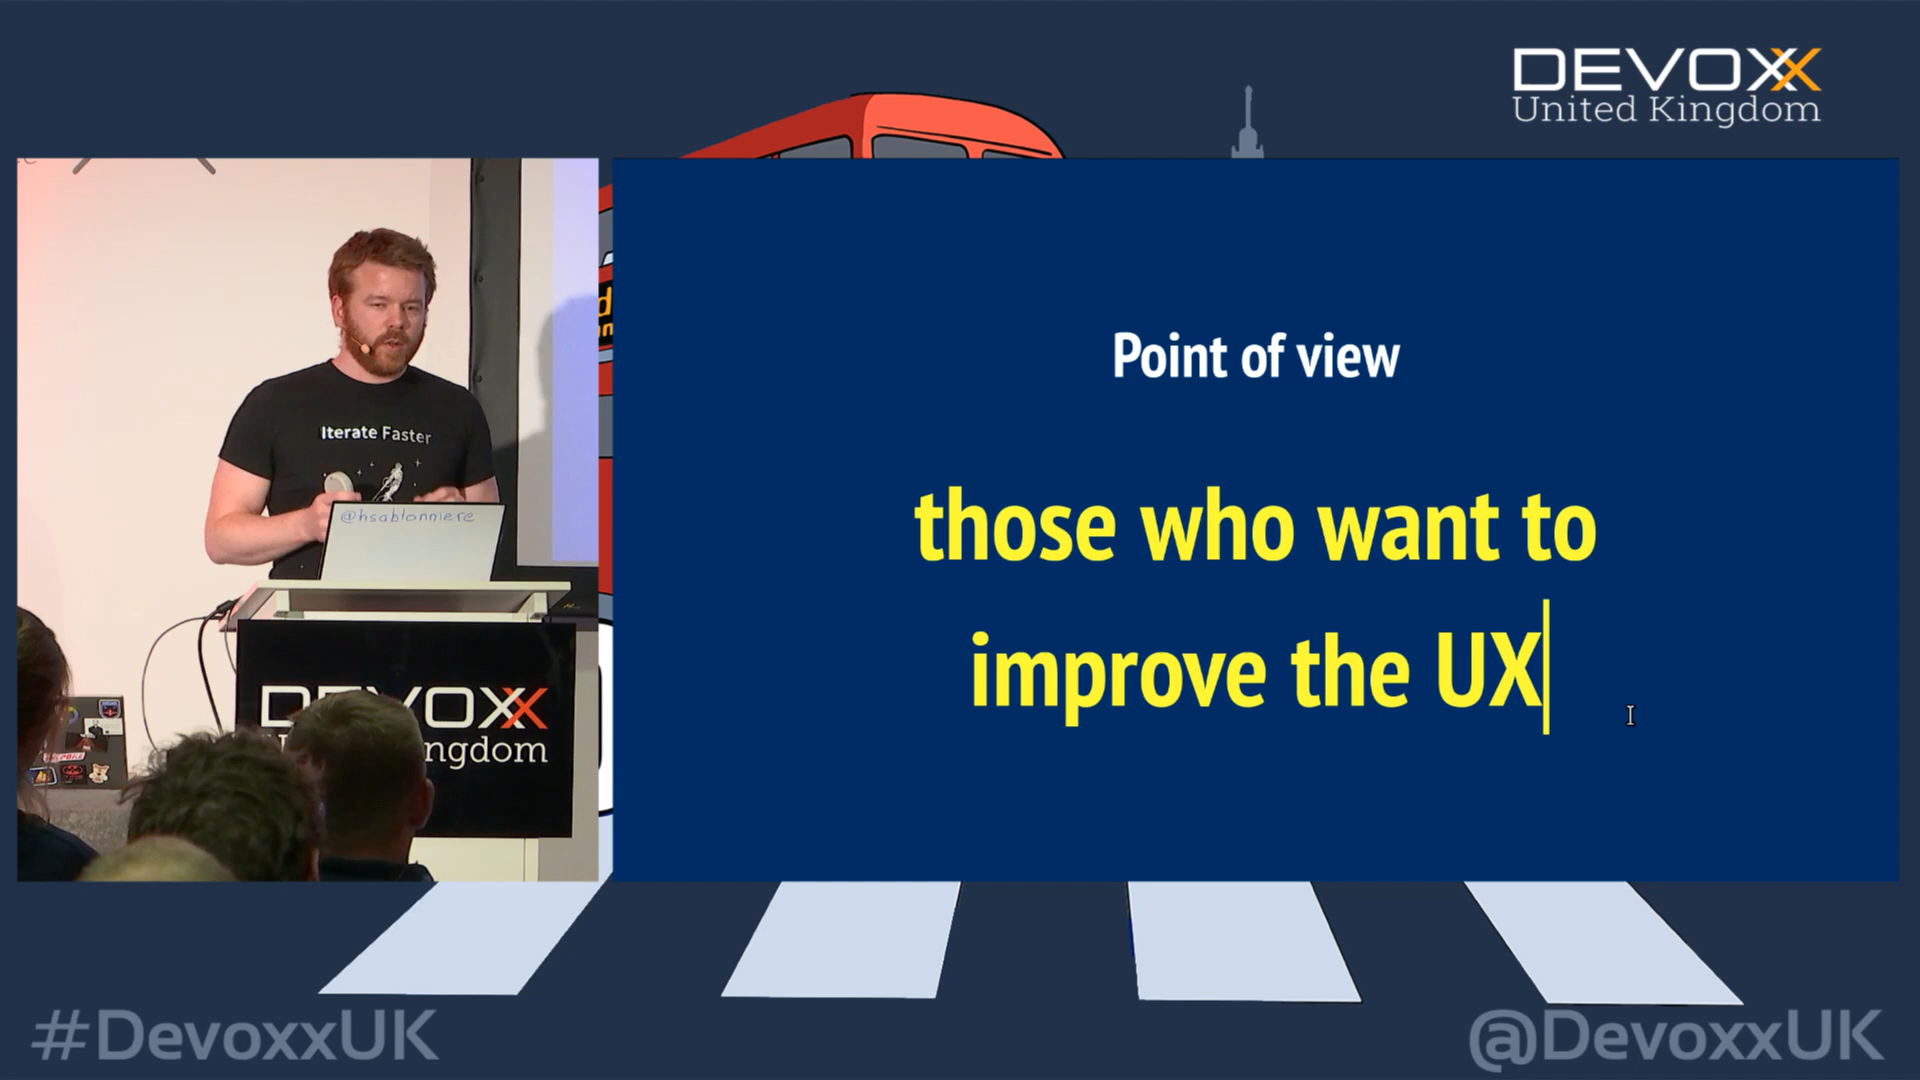 DEVOXX
United Kingdom
Iterate Faster
@hsablonniere
DEVOXX
ngdom
Point of view
those who want to
improve the UX
#DevoxxUK
@DevoxxUK